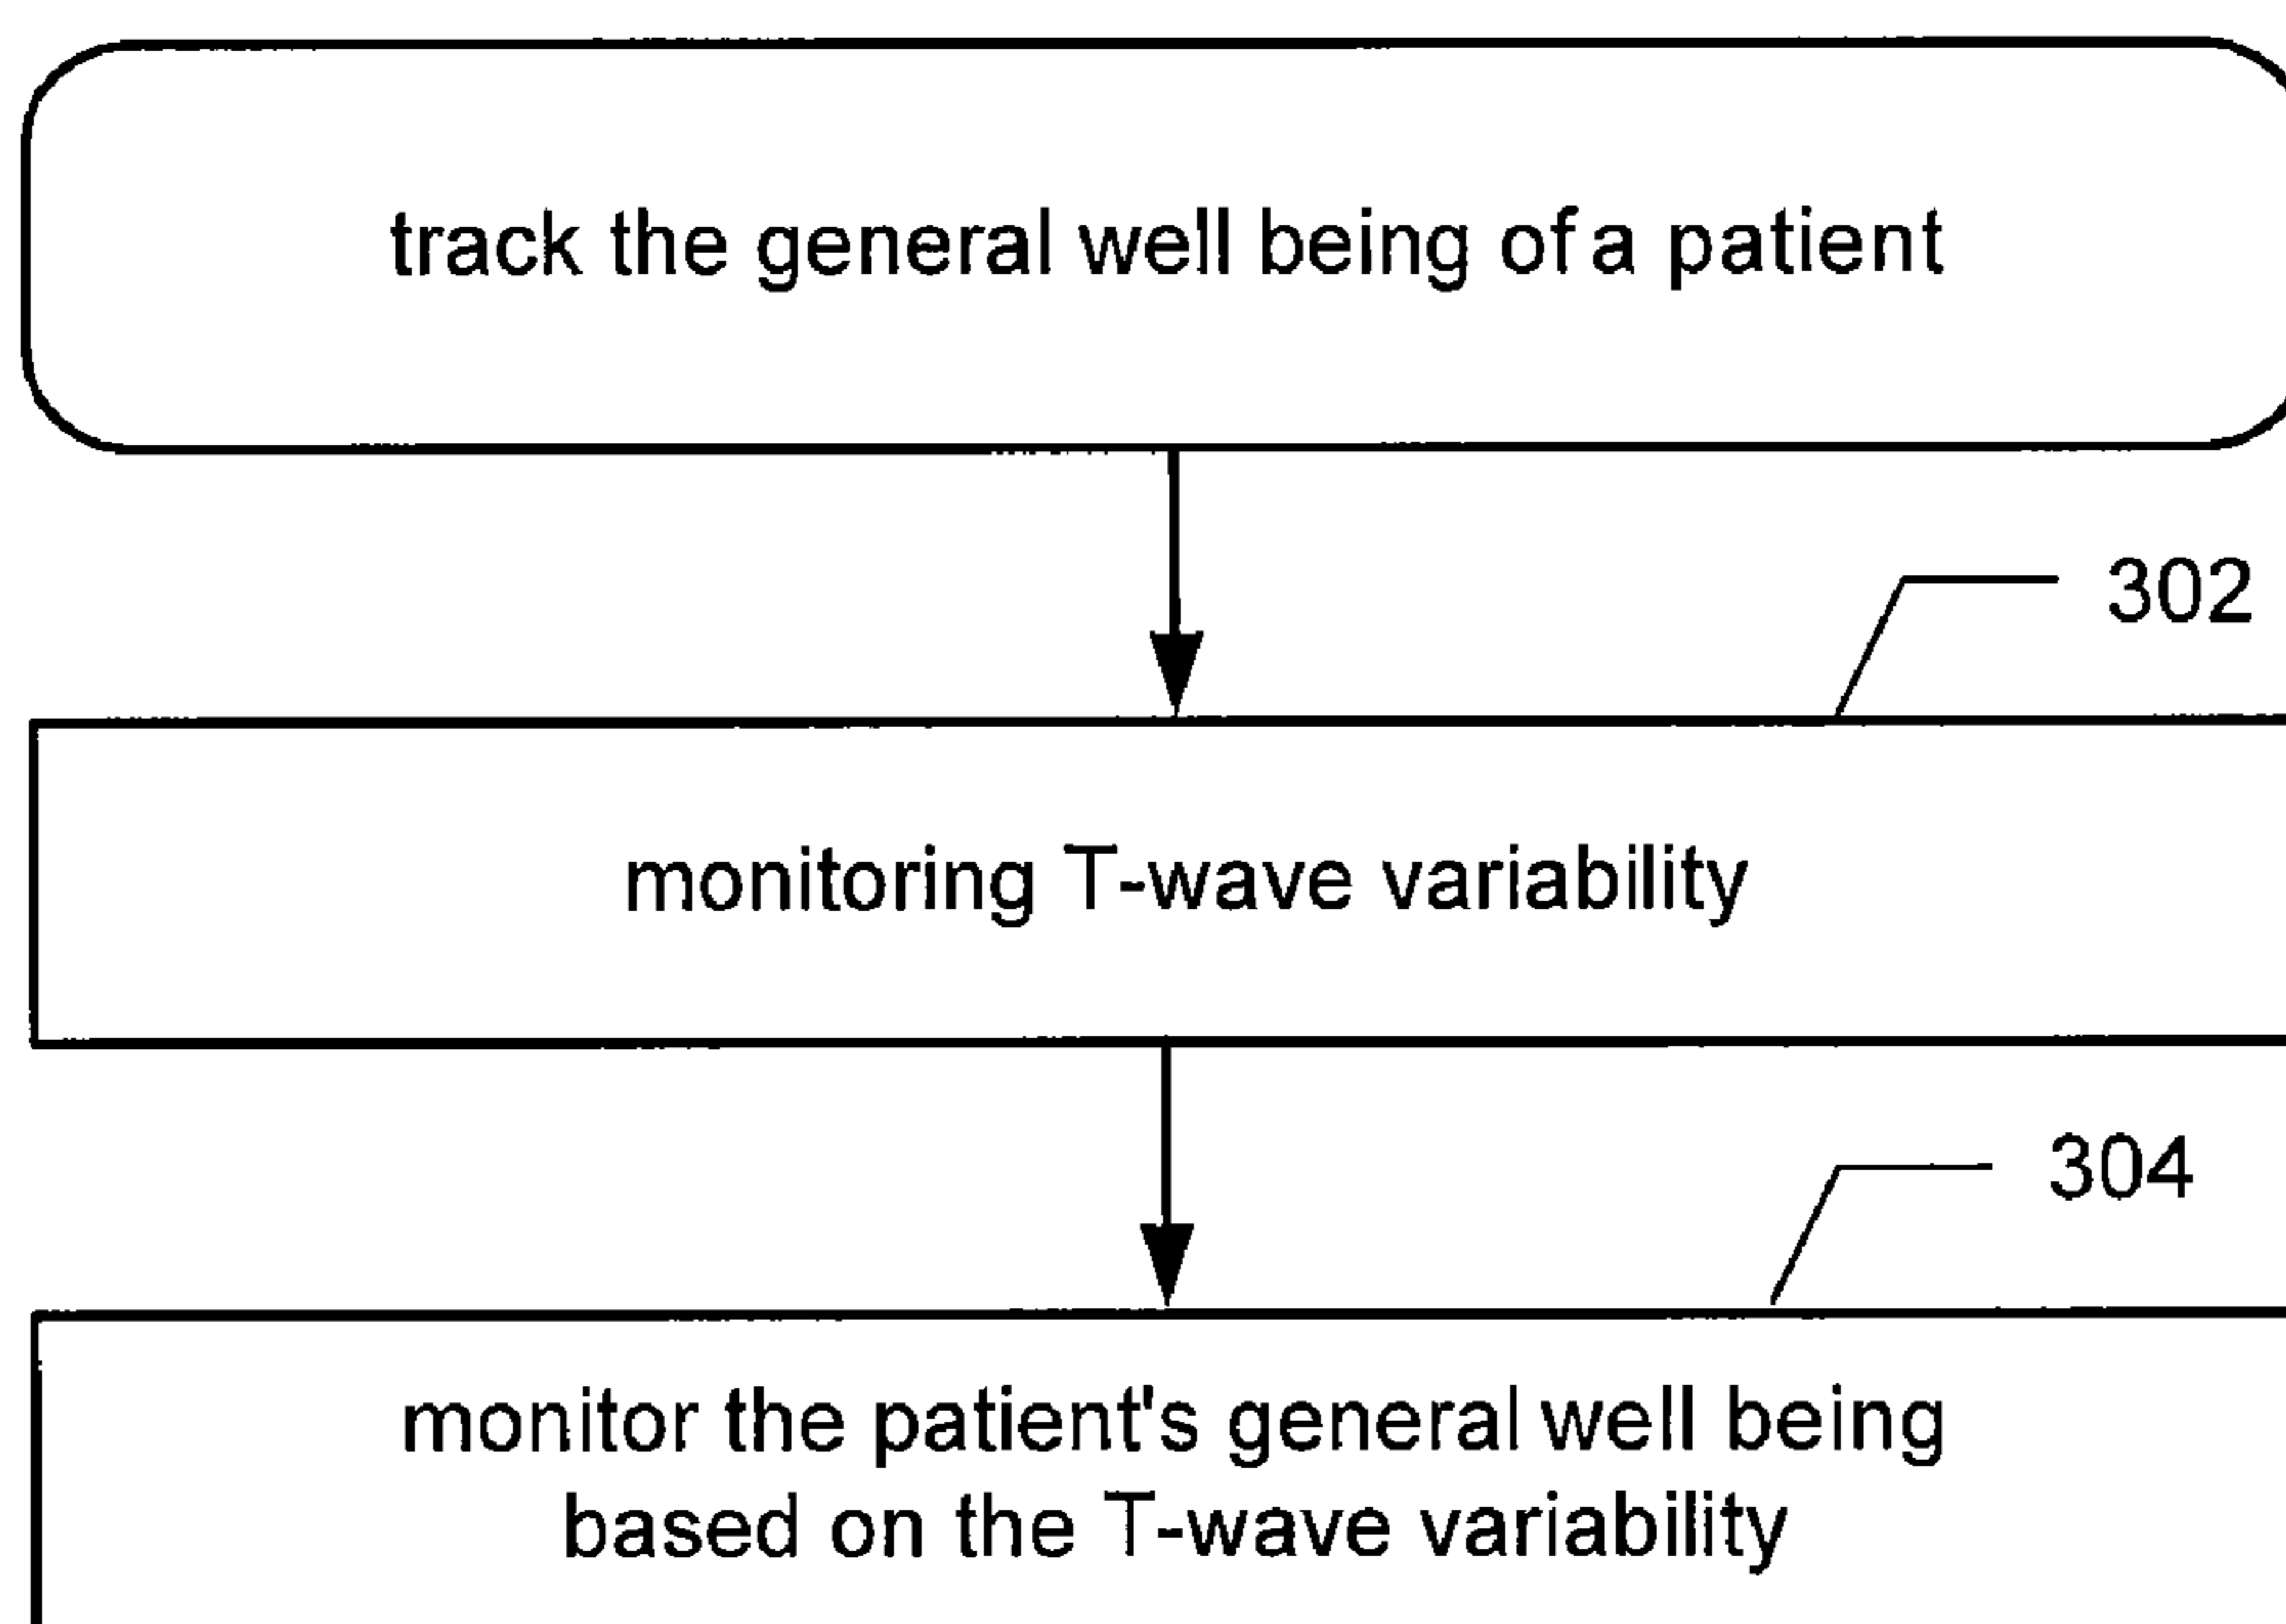 track the general well being of a patient
302
monitoring T-wave variability
304
monitor the patient's general well being
based on the T-wave variability